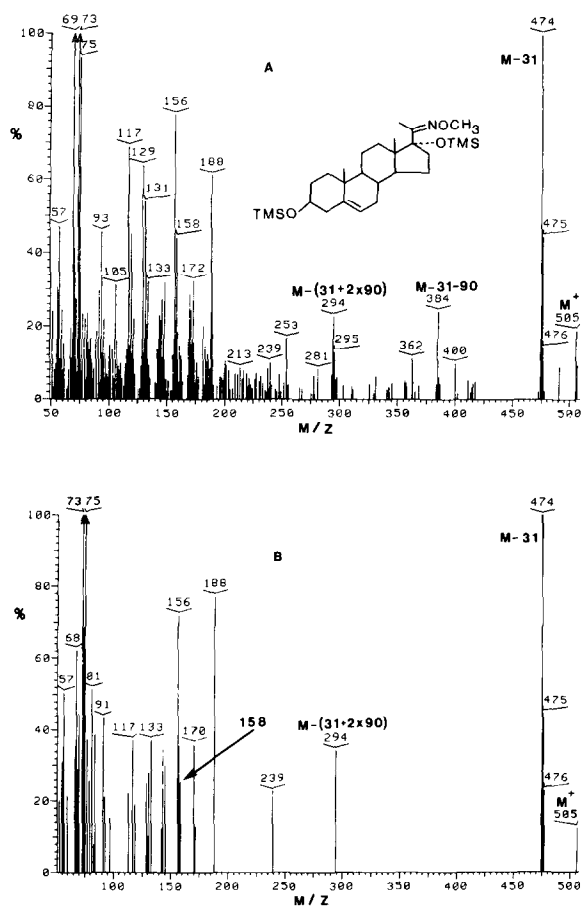 69 73 474
100
75
A
M-31
80
156
NOCH3
117
OTMS
%
129
188
60
131
TMSO
57 93 158 475
40
M-(31+2x90) M-31-90
105 133 172 294 384 M+
505
20
253
295 476
239
213 281 362 400
0
50 100 150 200 250 300 350 400 450 500
M/Z
73 75 474
100
B
M-31
80
188
156
%
68
60
57 81
475
91
158 M-(31+2x90)
40
117 133 170 294
476
239
M+
20
505
0
100 150 200 250 300 350 400 450 500
M/Z